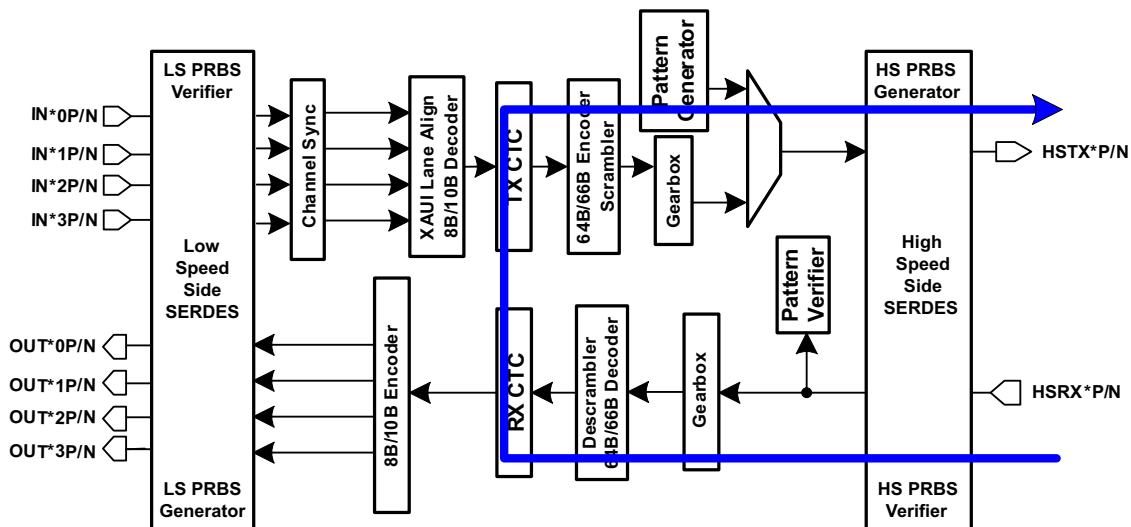 LS PRBS
Verifier
Low
Speed
Side
SERDES
LS PRBS
Generator
IN*0P/N
IN*1P/N
IN*2P/N
IN*3P/N
OUT*0P/N
OUT*1P/N
OUT*2P/N
OUT*3P/N
Channel Sync
XAUI Lane Align
8B/10B Decoder
TX CTC
64B/66B Encoder
Scrambler
Gearbox
Pattern
Generator
HS PRBS
Generator
High
Speed
Side
SERDES
HS PRBS
Verifier
HSTX*P/N
HSRX*P/N
8B/10B Encoder
RX CTC
Descrambler
64B/66B Decoder
Gearbox
Pattern
Verifier